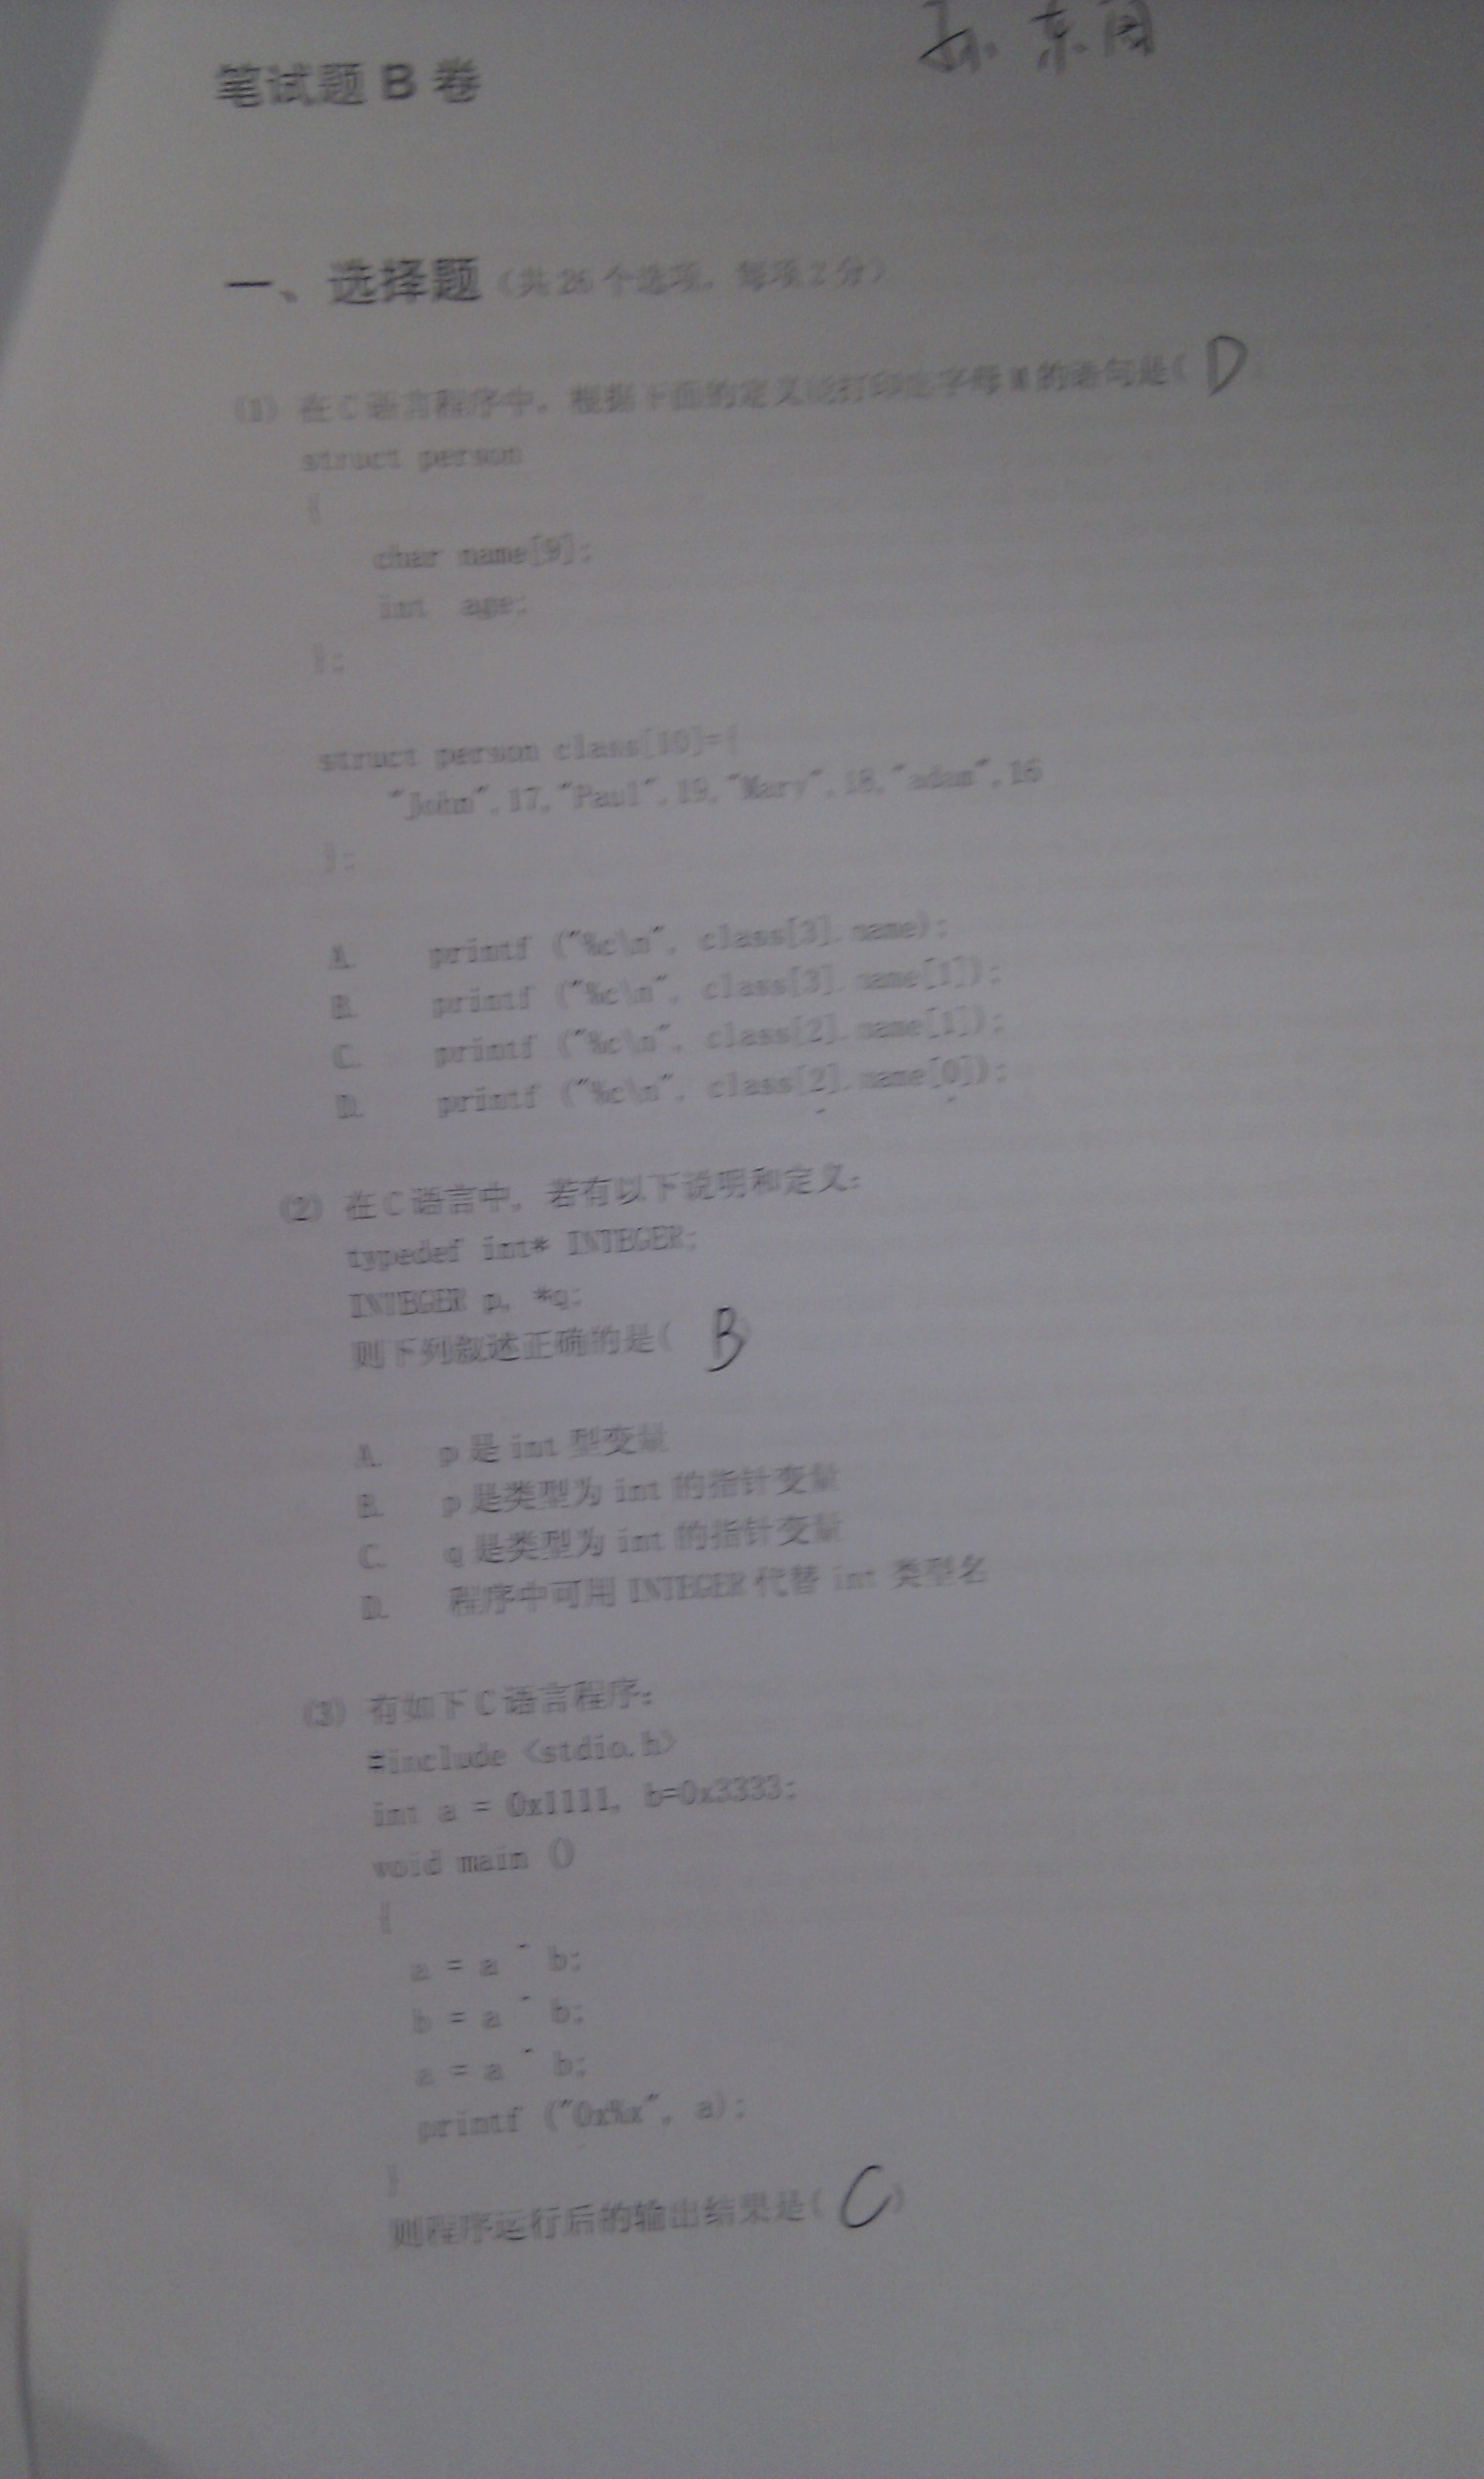 孙东周
笔试题 B 卷
一、选择题（共 26 个选项，每项 2 分）
(1) 在 C 语言程序中，根据下面的定义能打印出字母 M 的语句是( D
struct person
{
char name[9];
int age;
};
struct person class[10]={
"John",17,"Paul",19,"Mary",18,"adam",16
};
A. printf ("%c\n", class[3].name);
B. printf ("%c\n", class[3].name[1]);
C. printf ("%c\n", class[2].name[1]);
D. printf ("%c\n", class[2].name[0]);
(2) 在 C 语言中，若有以下说明和定义：
typedef int* INTEGER;
INTEGER p, *q;
则下列叙述正确的是( B )
A. p 是 int 型变量
B. p 是类型为 int 的指针变量
C. q 是类型为 int 的指针变量
D. 程序中可用 INTEGER 代替 int 类型名
(3) 有如下 C 语言程序：
#include <stdio.h>
int a = 0x1111, b=0x3333;
void main ()
{
a = a ^ b;
b = a ^ b;
a = a ^ b;
printf ("0x%x", a);
}
则程序运行后的输出结果是( C )